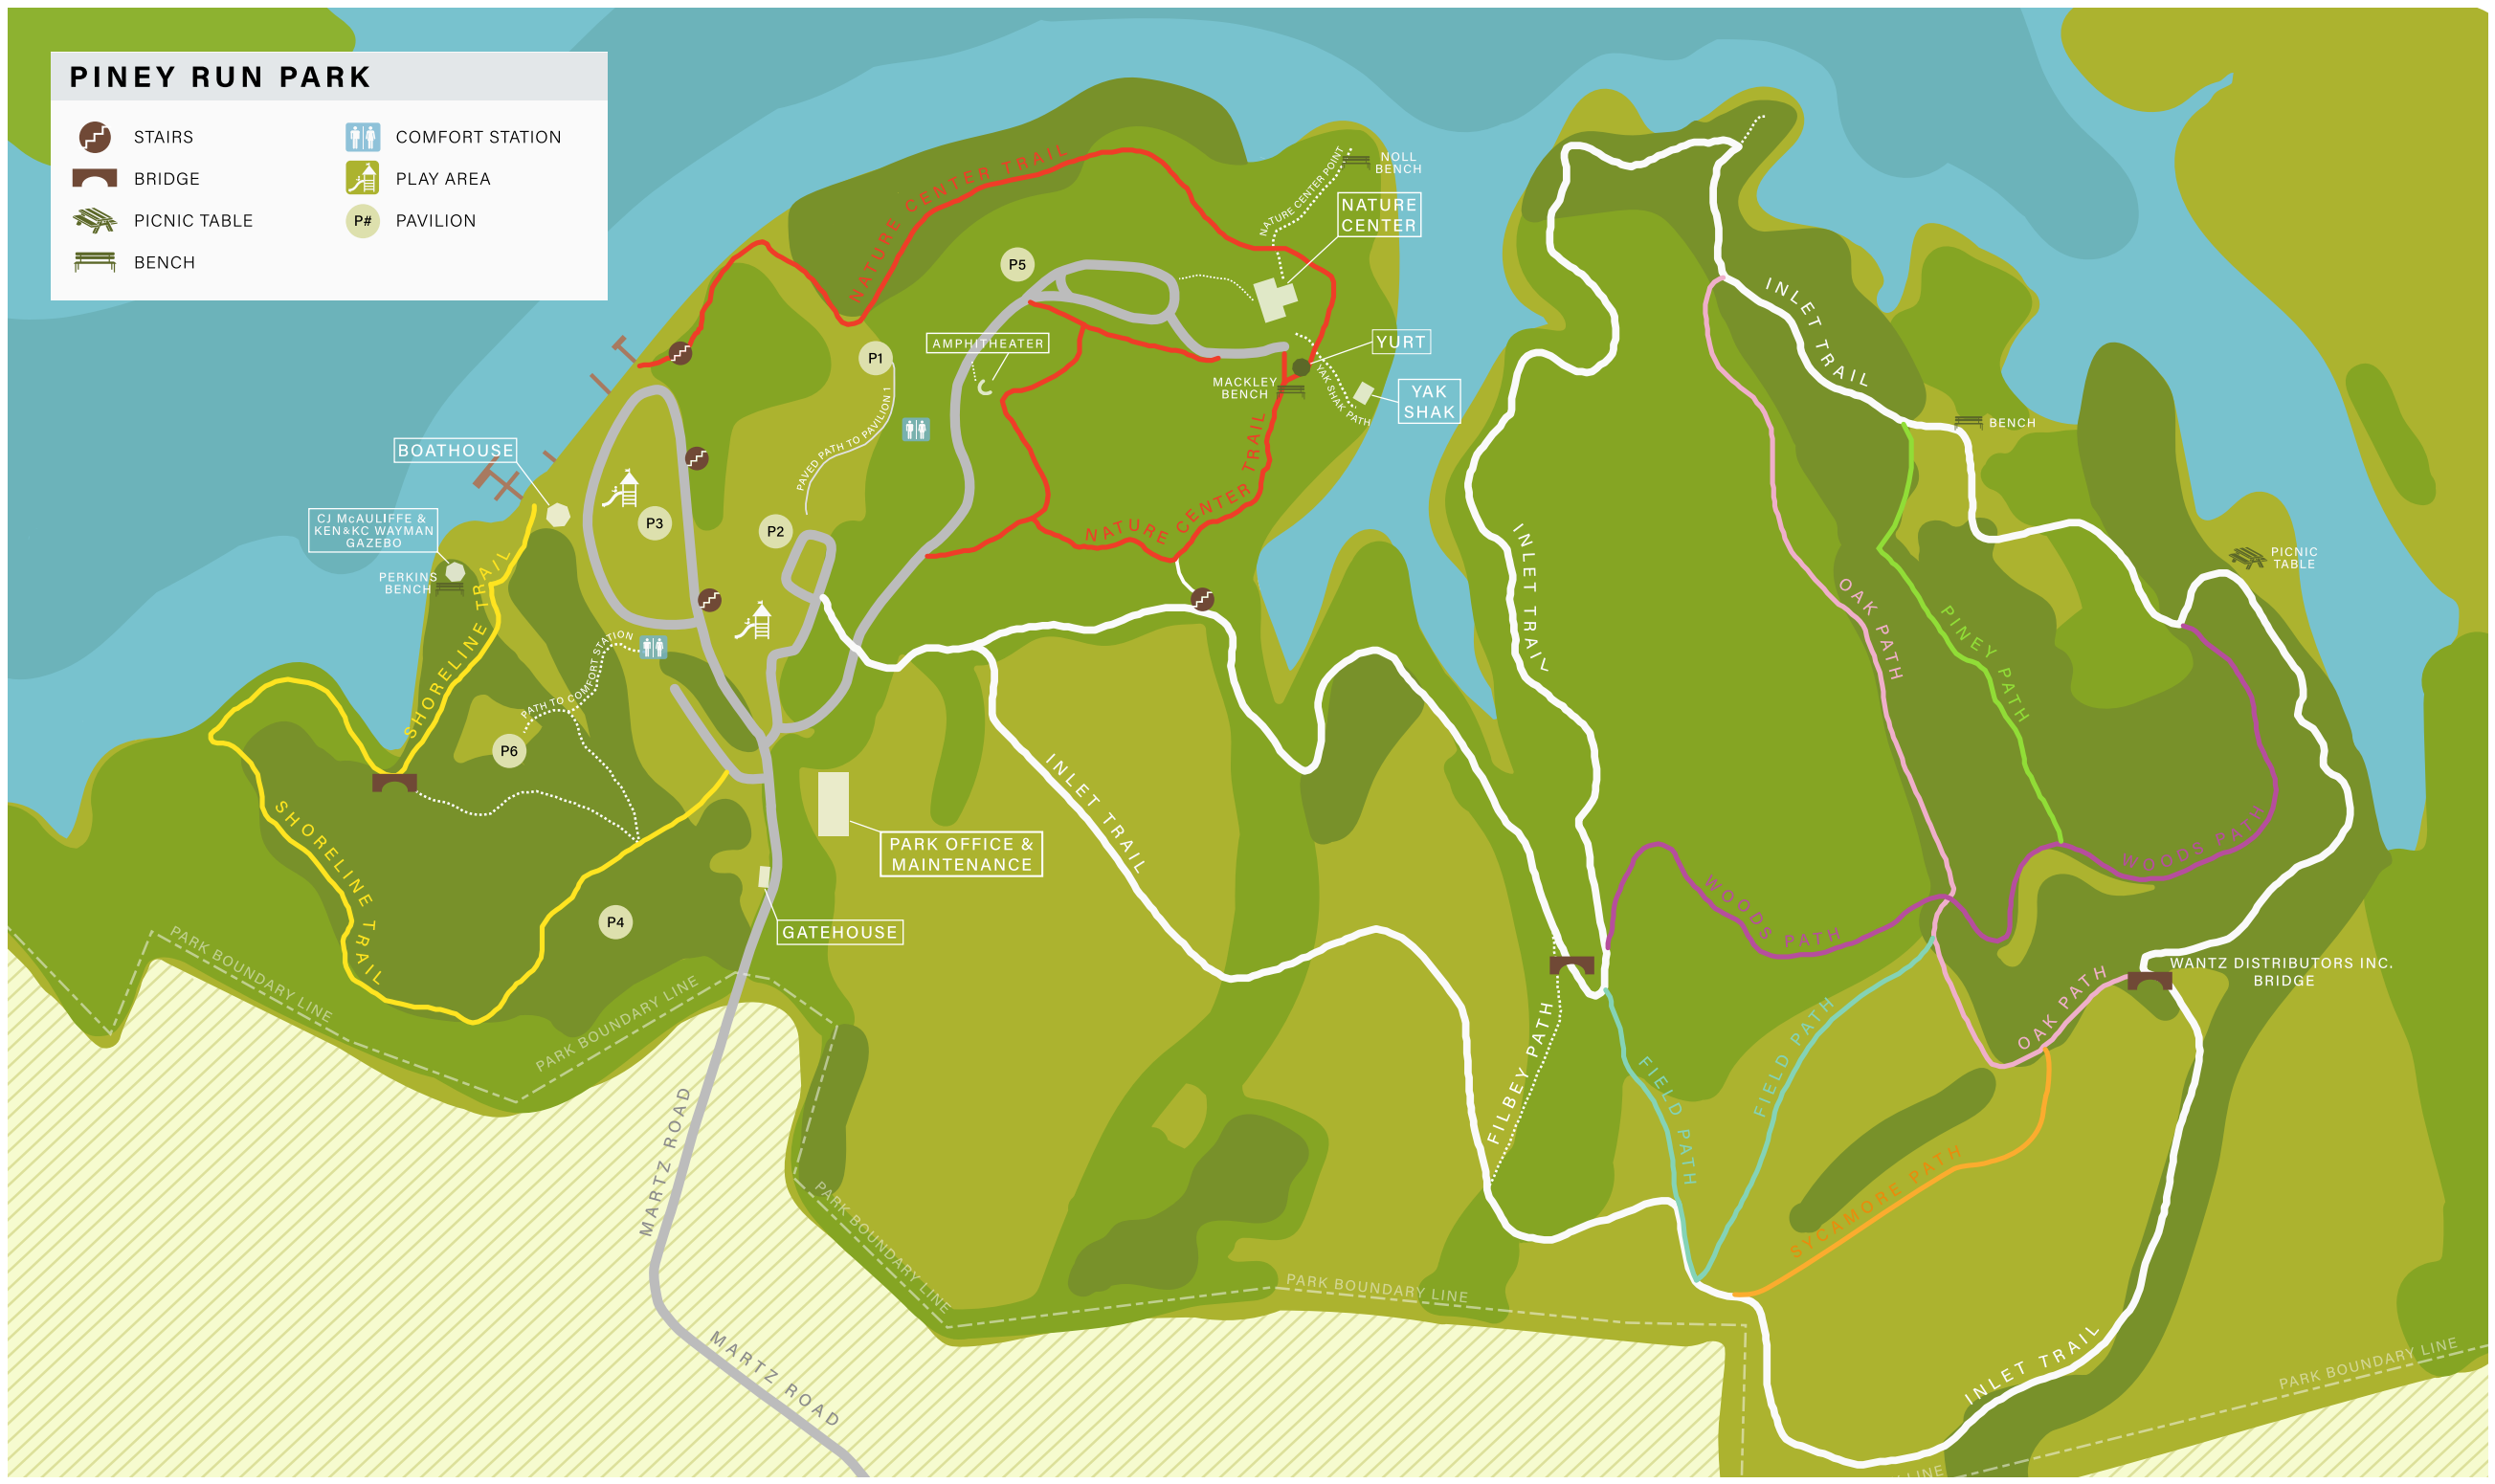 PINEY RUN PARK
STAIRS
COMFORT STATION
BRIDGE
PLAY AREA
PICNIC TABLE
P#
PAVILION
BENCH
NATURE CENTER TRAIL
NATURE CENTER POINT
NOLL
BENCH
NATURE
CENTER
P5
P1
AMPHITHEATER
YURT
MACKLEY
BENCH
YAK SHAK PATH
YAK
SHAK
PAVED PATH TO PAVILION 1
NATURE CENTER TRAIL
BOATHOUSE
CJ McAULIFFE &
KEN&KC WAYMAN
GAZEBO
PERKINS
BENCH
P3
P2
SHORELINE TRAIL
PATH TO COMFORT STATION
P6
SHORELINE TRAIL
P4
PARK OFFICE &
MAINTENANCE
GATEHOUSE
INLET TRAIL
INLET TRAIL
INLET TRAIL
BENCH
PICNIC
TABLE
OAK PATH
PINEY PATH
WOODS PATH
WOODS PATH
WANTZ DISTRIBUTORS INC.
BRIDGE
OAK PATH
FILBEY PATH
FIELD PATH
FIELD PATH
SYCAMORE PATH
INLET TRAIL
PARK BOUNDARY LINE
PARK BOUNDARY LINE
MARTZ ROAD
PARK BOUNDARY LINE
PARK BOUNDARY LINE
MARTZ ROAD
PARK BOUNDARY LINE
LINE